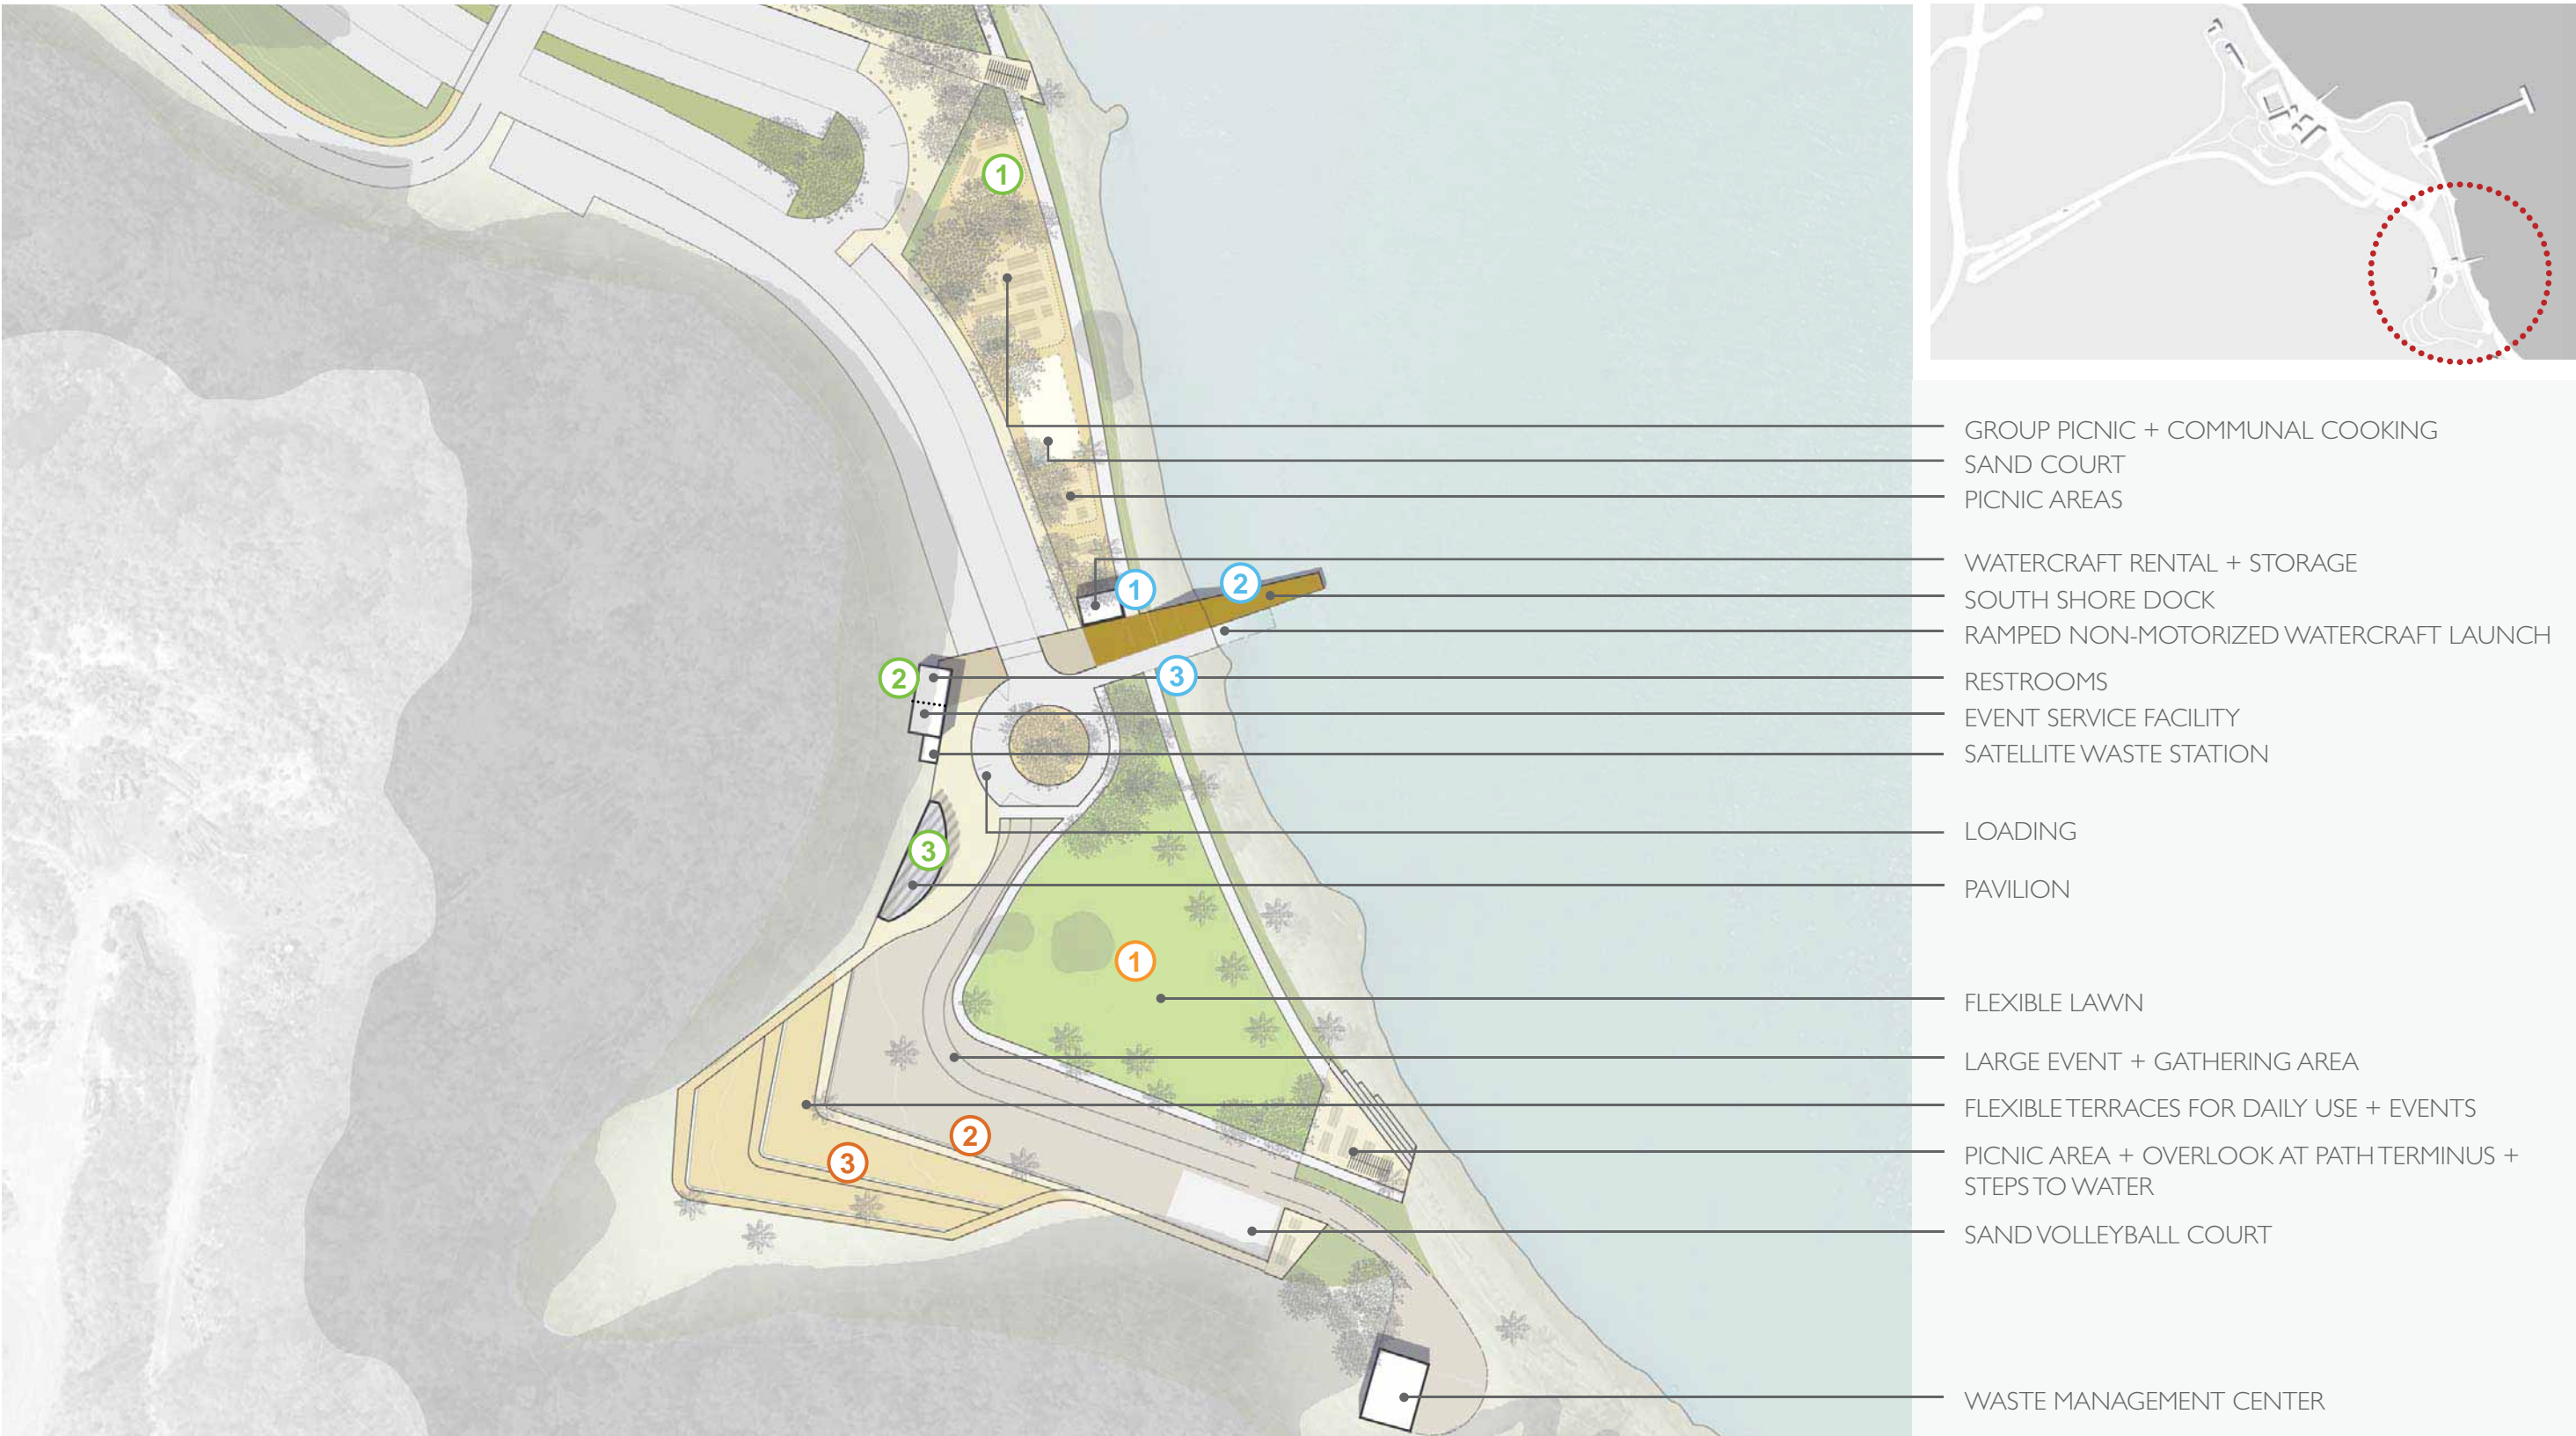 1
GROUP PICNIC + COMMUNAL COOKING
SAND COURT
PICNIC AREAS
WATERCRAFT RENTAL + STORAGE
1
2
SOUTH SHORE DOCK
RAMPED NON-MOTORIZED WATERCRAFT LAUNCH
2
3
RESTROOMS
EVENT SERVICE FACILITY
SATELLITE WASTE STATION
LOADING
3
PAVILION
1
FLEXIBLE LAWN
LARGE EVENT + GATHERING AREA
FLEXIBLE TERRACES FOR DAILY USE + EVENTS
2
3
PICNIC AREA + OVERLOOK AT PATH TERMINUS +
STEPS TO WATER
SAND VOLLEYBALL COURT
WASTE MANAGEMENT CENTER